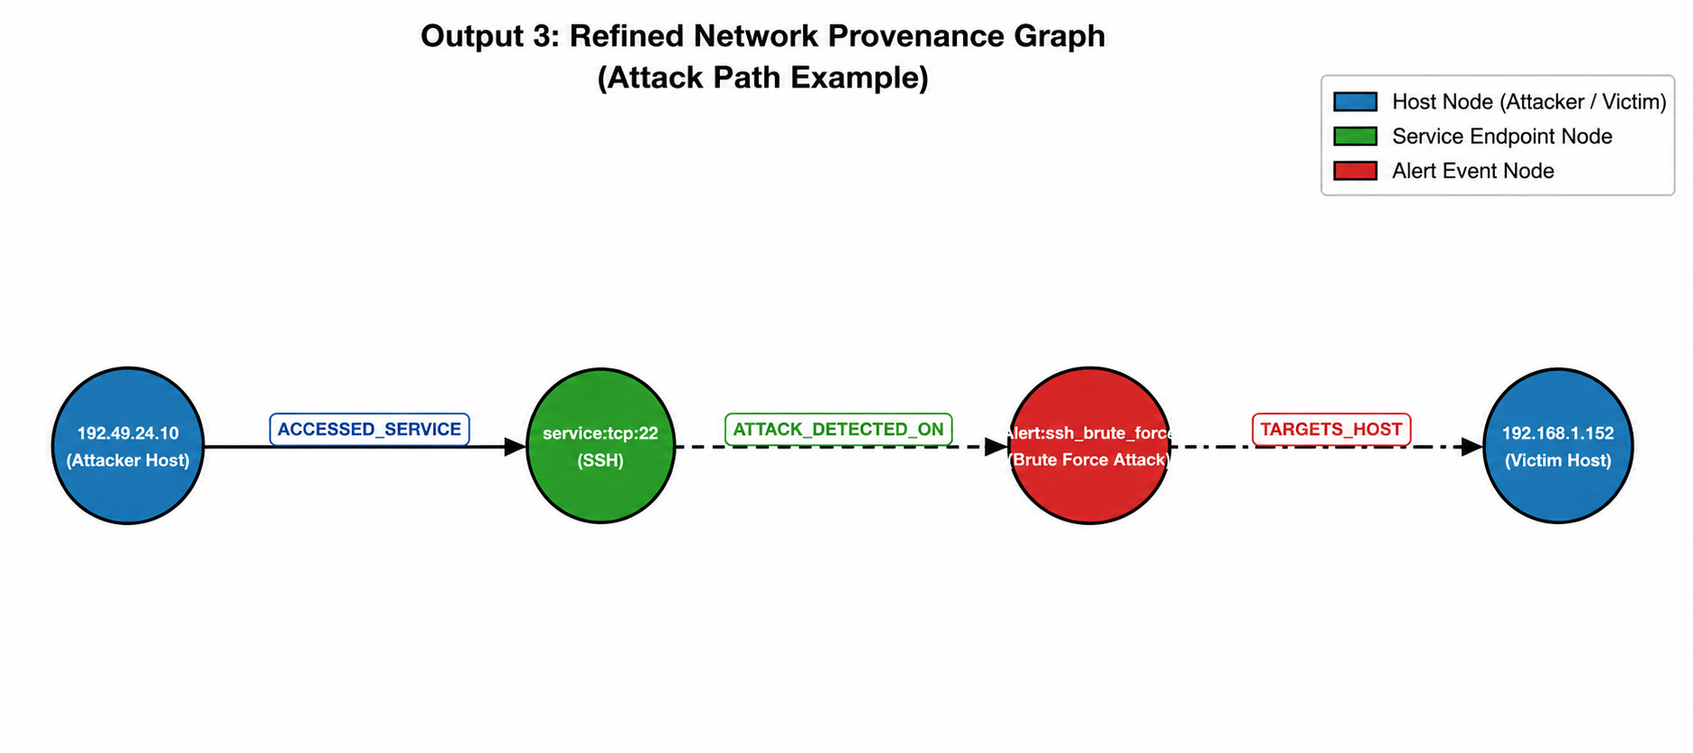 Output 3: Refined Network Provenance Graph
(Attack Path Example)
Host Node (Attacker / Victim)
Service Endpoint Node
Alert Event Node
192.49.24.10
(Attacker Host)
ACCESSED_SERVICE
service:tcp:22
(SSH)
ATTACK_DETECTED_ON
Alert:ssh_brute_force
(Brute Force Attack)
TARGETS_HOST
192.168.1.152
(Victim Host)